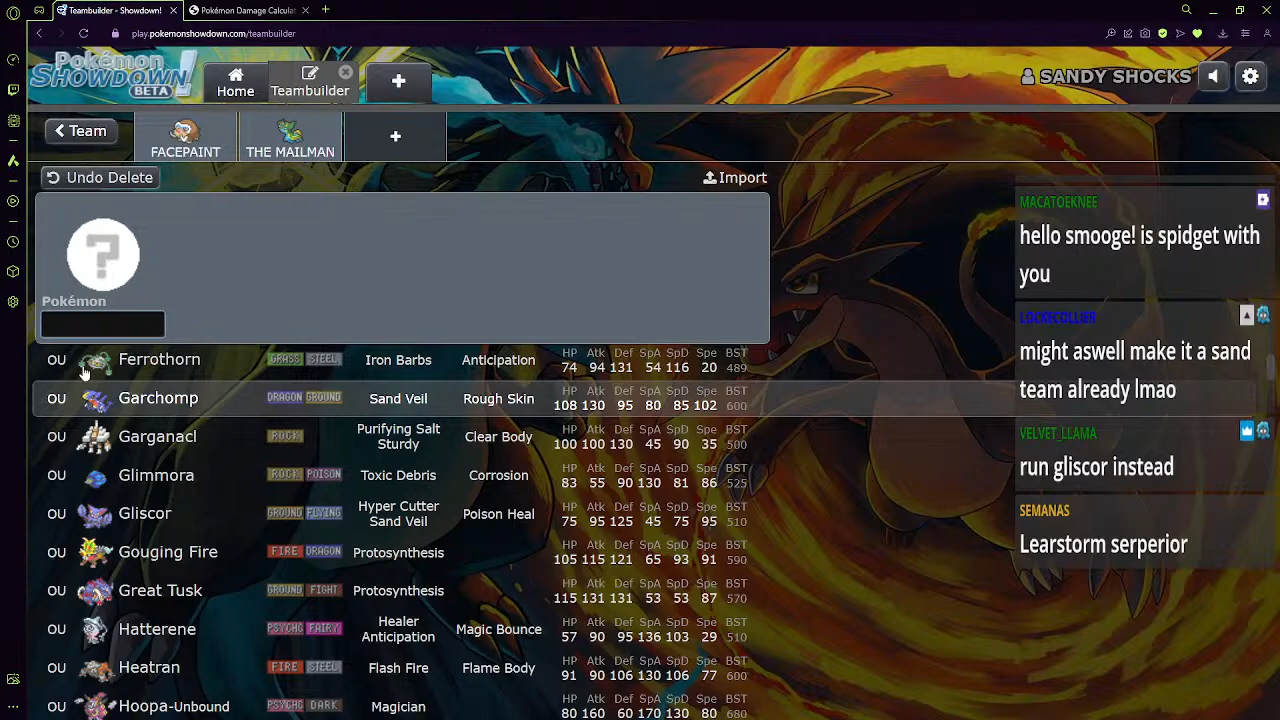 Teambuilder - Showdown!
Pokémon Damage Calculat
play.pokemonshowdown.com/teambuilder
Pokémon
SHOWDOWN!
BETA
Home
Teambuilder
SANDY SHOCKS
Team
FACEPAINT
THE MAILMAN
Undo Delete
Import
?
Pokémon
OU Ferrothorn GRASS STEEL Iron Barbs Anticipation HP 74 Atk 94 Def 131 SpA 54 SpD 116 Spe 20 BST 489
OU Garchomp DRAGON GROUND Sand Veil Rough Skin HP 108 Atk 130 Def 95 SpA 80 SpD 85 Spe 102 BST 600
OU Garganacl ROCK Purifying Salt Sturdy Clear Body HP 100 Atk 100 Def 130 SpA 45 SpD 90 Spe 35 BST 500
OU Glimmora ROCK POISON Toxic Debris Corrosion HP 83 Atk 55 Def 90 SpA 130 SpD 81 Spe 86 BST 525
OU Gliscor GROUND FLYING Hyper Cutter Sand Veil Poison Heal HP 75 Atk 95 Def 125 SpA 45 SpD 75 Spe 95 BST 510
OU Gouging Fire FIRE DRAGON Protosynthesis HP 105 Atk 115 Def 121 SpA 65 SpD 93 Spe 91 BST 590
OU Great Tusk GROUND FIGHT Protosynthesis HP 115 Atk 131 Def 131 SpA 53 SpD 53 Spe 87 BST 570
OU Hatterene PSYCHC FAIRY Healer Anticipation Magic Bounce HP 57 Atk 90 Def 95 SpA 136 SpD 103 Spe 29 BST 510
OU Heatran FIRE STEEL Flash Fire Flame Body HP 91 Atk 90 Def 106 SpA 130 SpD 106 Spe 77 BST 600
OU Hoopa-Unbound PSYCHC DARK Magician HP 80 Atk 160 Def 60 SpA 170 SpD 130 Spe 80 BST 680
MACATOEKNEE
hello smooge! is spidget with
you
LOCKECOLLIER
might aswell make it a sand
team already lmao
VELVET_LLAMA
run gliscor instead
SEMANAS
Learstorm serperior